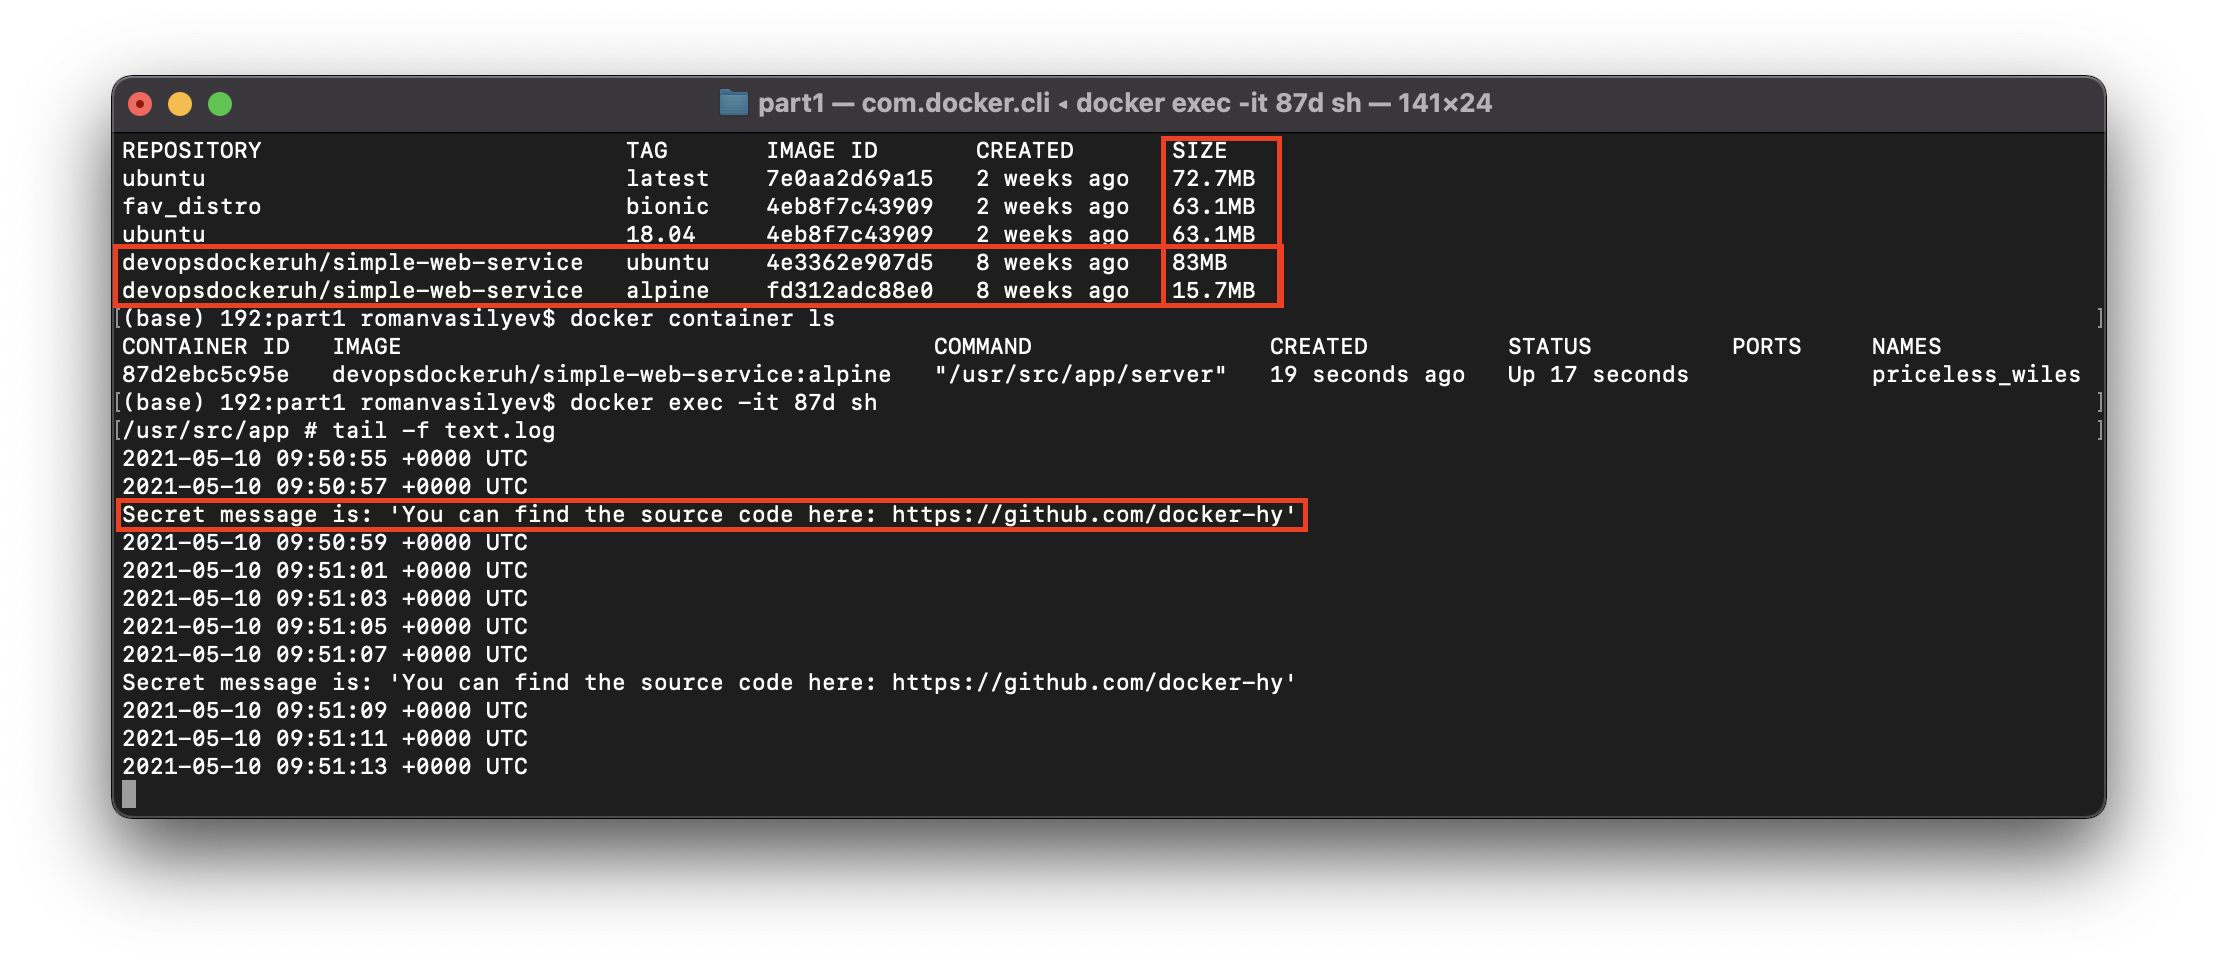 part1 — com.docker.cli ◂ docker exec -it 87d sh — 141×24
REPOSITORY TAG IMAGE ID CREATED SIZE
ubuntu latest 7e0aa2d69a15 2 weeks ago 72.7MB
fav_distro bionic 4eb8f7c43909 2 weeks ago 63.1MB
ubuntu 18.04 4eb8f7c43909 2 weeks ago 63.1MB
devopsdockeruh/simple-web-service ubuntu 4e3362e907d5 8 weeks ago 83MB
devopsdockeruh/simple-web-service alpine fd312adc88e0 8 weeks ago 15.7MB
[(base) 192:part1 romanvasilyev$ docker container ls ]
CONTAINER ID IMAGE COMMAND CREATED STATUS PORTS NAMES
87d2ebc5c95e devopsdockeruh/simple-web-service:alpine "/usr/src/app/server" 19 seconds ago Up 17 seconds priceless_wiles
[(base) 192:part1 romanvasilyev$ docker exec -it 87d sh ]
[/usr/src/app # tail -f text.log ]
2021-05-10 09:50:55 +0000 UTC
2021-05-10 09:50:57 +0000 UTC
Secret message is: 'You can find the source code here: https://github.com/docker-hy'
2021-05-10 09:50:59 +0000 UTC
2021-05-10 09:51:01 +0000 UTC
2021-05-10 09:51:03 +0000 UTC
2021-05-10 09:51:05 +0000 UTC
2021-05-10 09:51:07 +0000 UTC
Secret message is: 'You can find the source code here: https://github.com/docker-hy'
2021-05-10 09:51:09 +0000 UTC
2021-05-10 09:51:11 +0000 UTC
2021-05-10 09:51:13 +0000 UTC